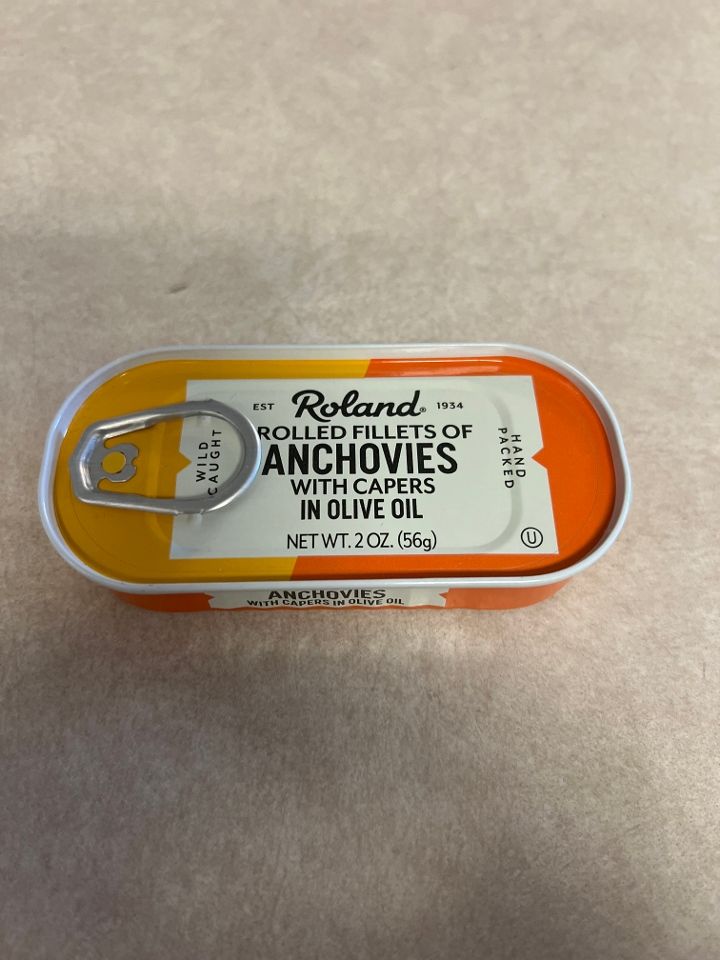 EST Roland® 1934
ROLLED FILLETS OF
ANCHOVIES
WITH CAPERS
IN OLIVE OIL
NET WT. 2 OZ. (56g)
WILD
CAUGHT
HAND
PACKED
U
ANCHOVIES
WITH CAPERS IN OLIVE OIL